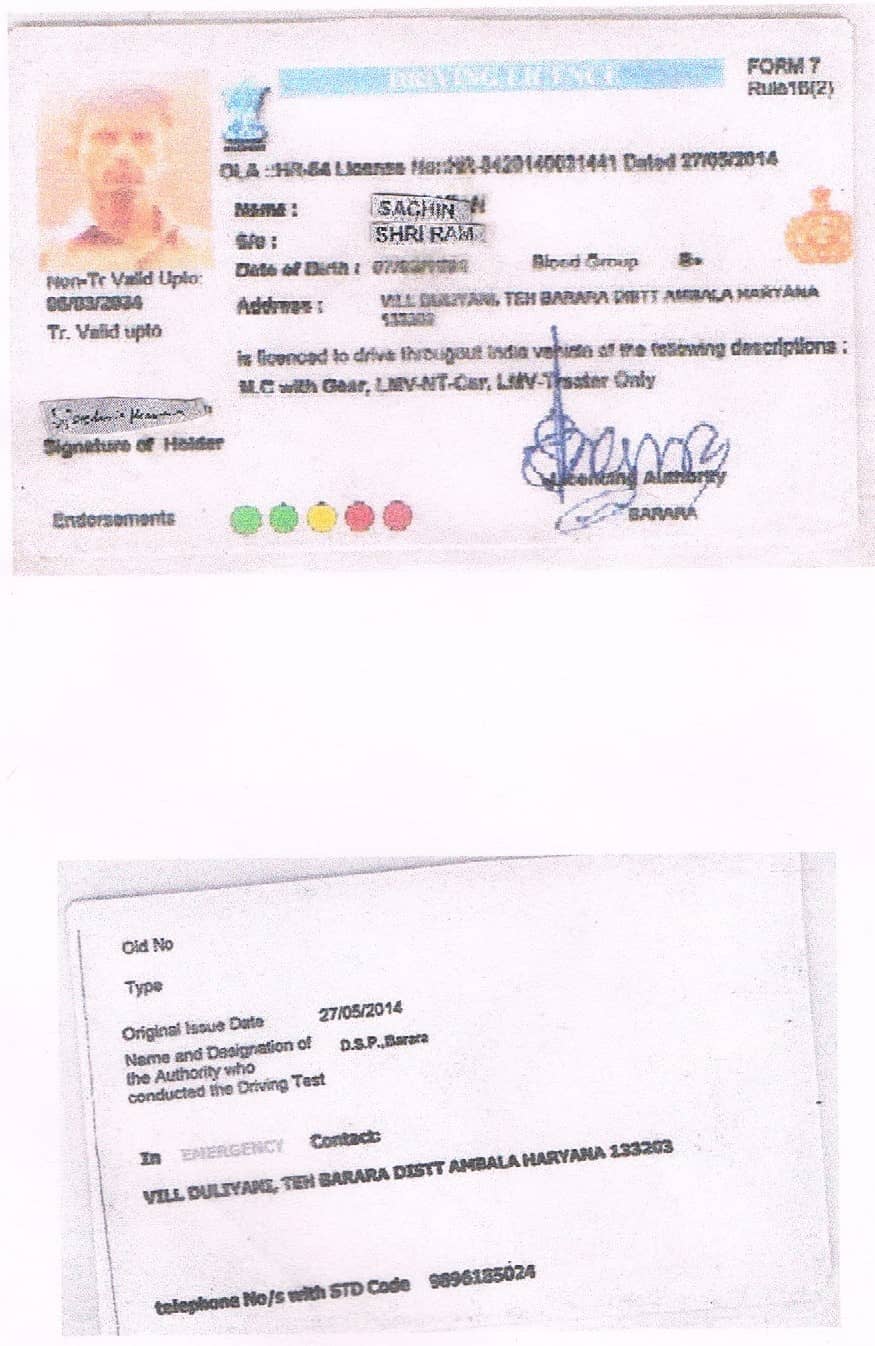 DRIVING LICENCE
FORM 7
Rule16(2)
DLA ::HR-54 License No::HR-5420140031441 Dated 27/05/2014
Name : SACHIN
S/o : SHRI RAM
Date of Birth :
Blood Group B+
Address : VILL DULIYANI, TEH BARARA DISTT AMBALA HARYANA
133203
Non-Tr Valid Upto:
Tr. Valid upto
is licenced to drive througout India vehicle of the following descriptions :
M.C with Gear, LMV-NT-Car, LMV-Tractor Only
Signature of Holder
Licencing Authority
BARARA
Endorsements
Old No
Type
Original Issue Date 27/05/2014
Name and Designation of D.S.P.,Barara
the Authority who
conducted the Driving Test
In EMERGENCY Contact:
VILL DULIYANI, TEH BARARA DISTT AMBALA HARYANA 133203
telephone No/s with STD Code 9896185024